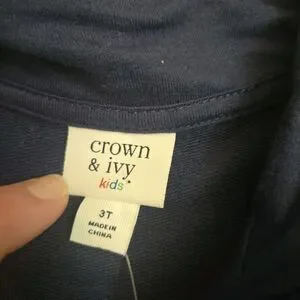 crown
& ivy
kids
3T
MADE IN
CHINA